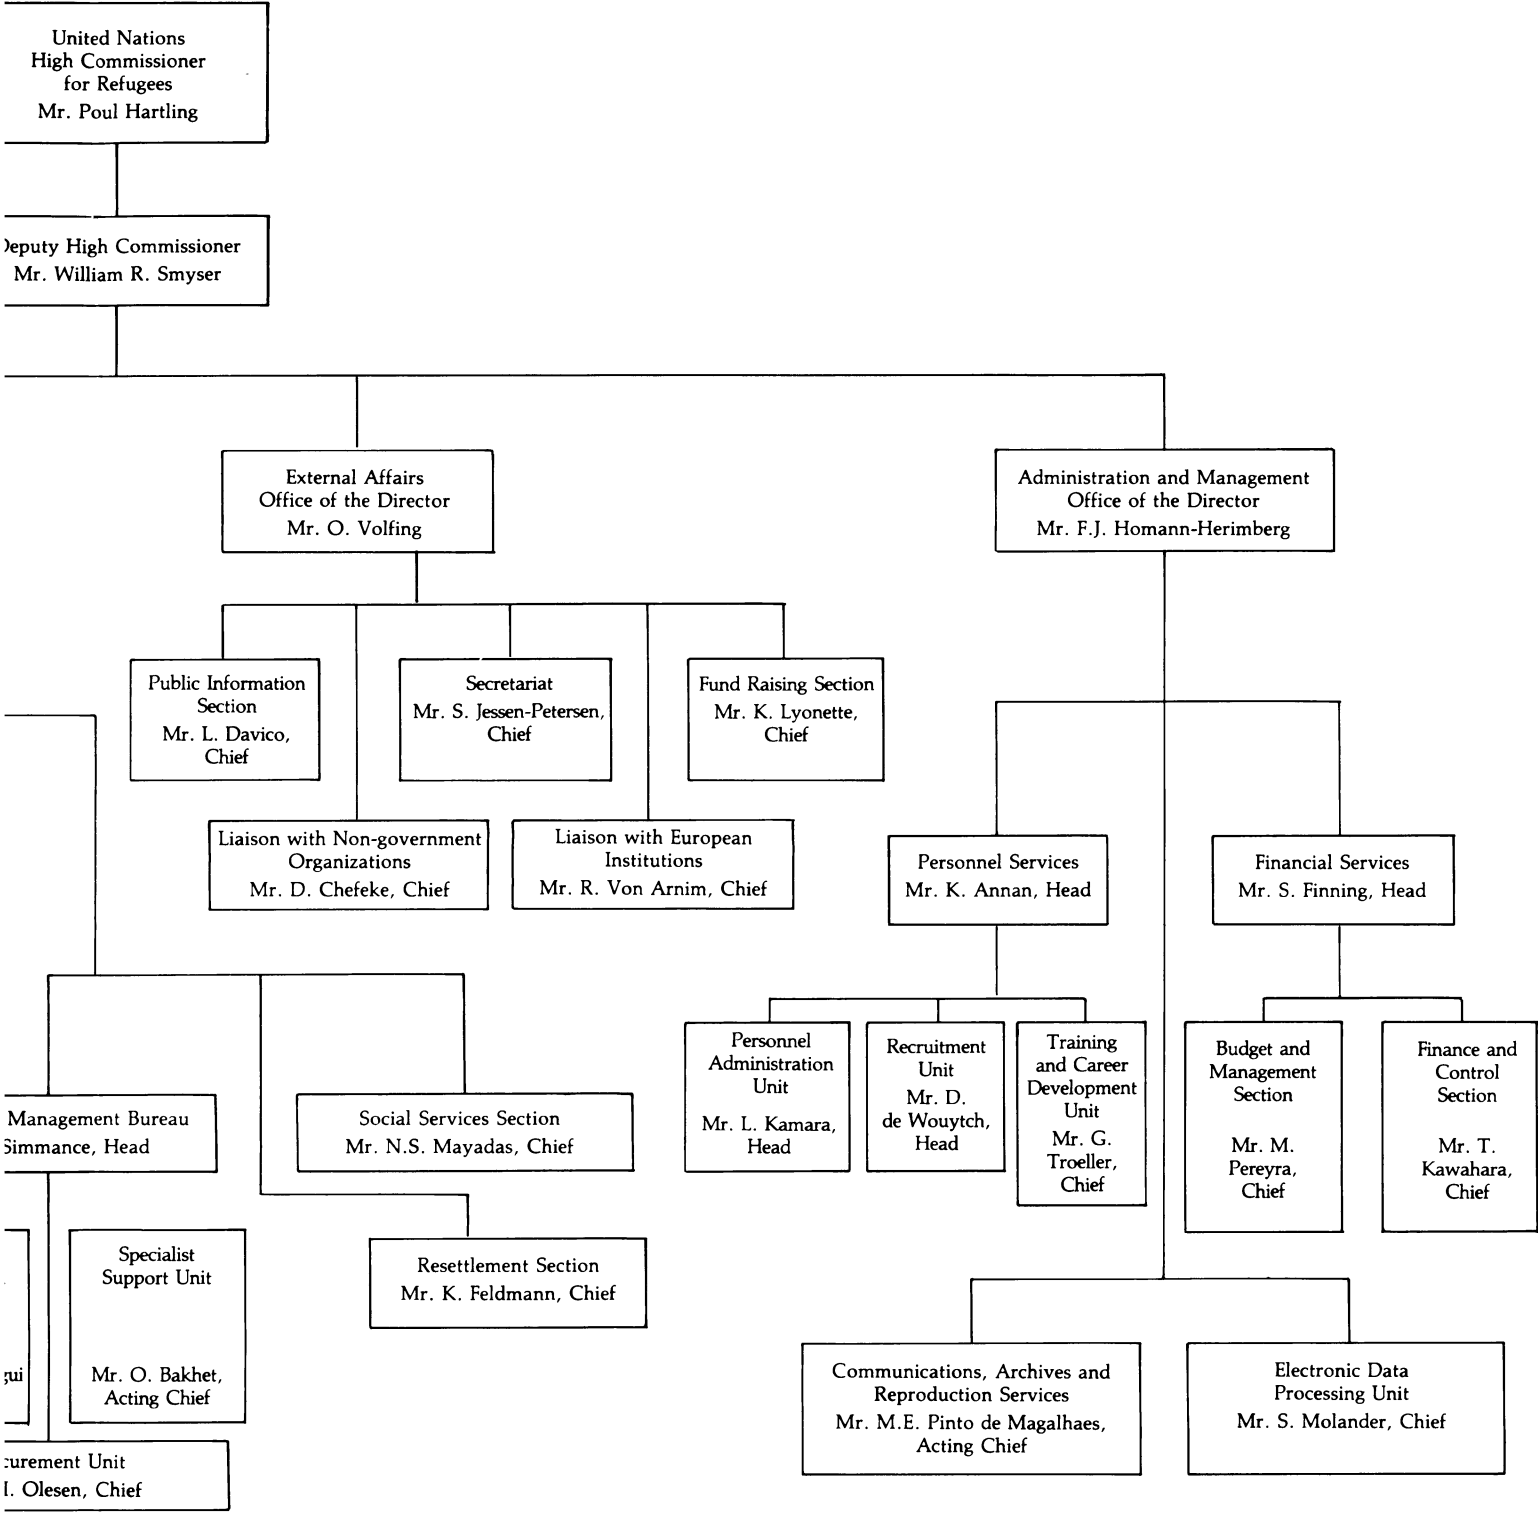 United Nations
High Commissioner
for Refugees
Mr. Poul Hartling
Deputy High Commissioner
Mr. William R. Smyser
External Affairs
Office of the Director
Mr. O. Volfing
Administration and Management
Office of the Director
Mr. F.J. Homann-Herimberg
Public Information
Section
Mr. L. Davico,
Chief
Secretariat
Mr. S. Jessen-Petersen,
Chief
Fund Raising Section
Mr. K. Lyonette,
Chief
Liaison with Non-government
Organizations
Mr. D. Chefeke, Chief
Liaison with European
Institutions
Mr. R. Von Arnim, Chief
Personnel Services
Mr. K. Annan, Head
Financial Services
Mr. S. Finning, Head
Personnel
Administration
Unit
Mr. L. Kamara,
Head
Recruitment
Unit
Mr. D.
de Wouytch,
Head
Training
and Career
Development
Unit
Mr. G.
Troeller,
Chief
Budget and
Management
Section
Mr. M.
Pereyra,
Chief
Finance and
Control
Section
Mr. T.
Kawahara,
Chief
Management Bureau
Simmance, Head
Social Services Section
Mr. N.S. Mayadas, Chief
Specialist
Support Unit
Mr. O. Bakhet,
Acting Chief
Resettlement Section
Mr. K. Feldmann, Chief
gui
curement Unit
Olesen, Chief
Communications, Archives and
Reproduction Services
Mr. M.E. Pinto de Magalhaes,
Acting Chief
Electronic Data
Processing Unit
Mr. S. Molander, Chief